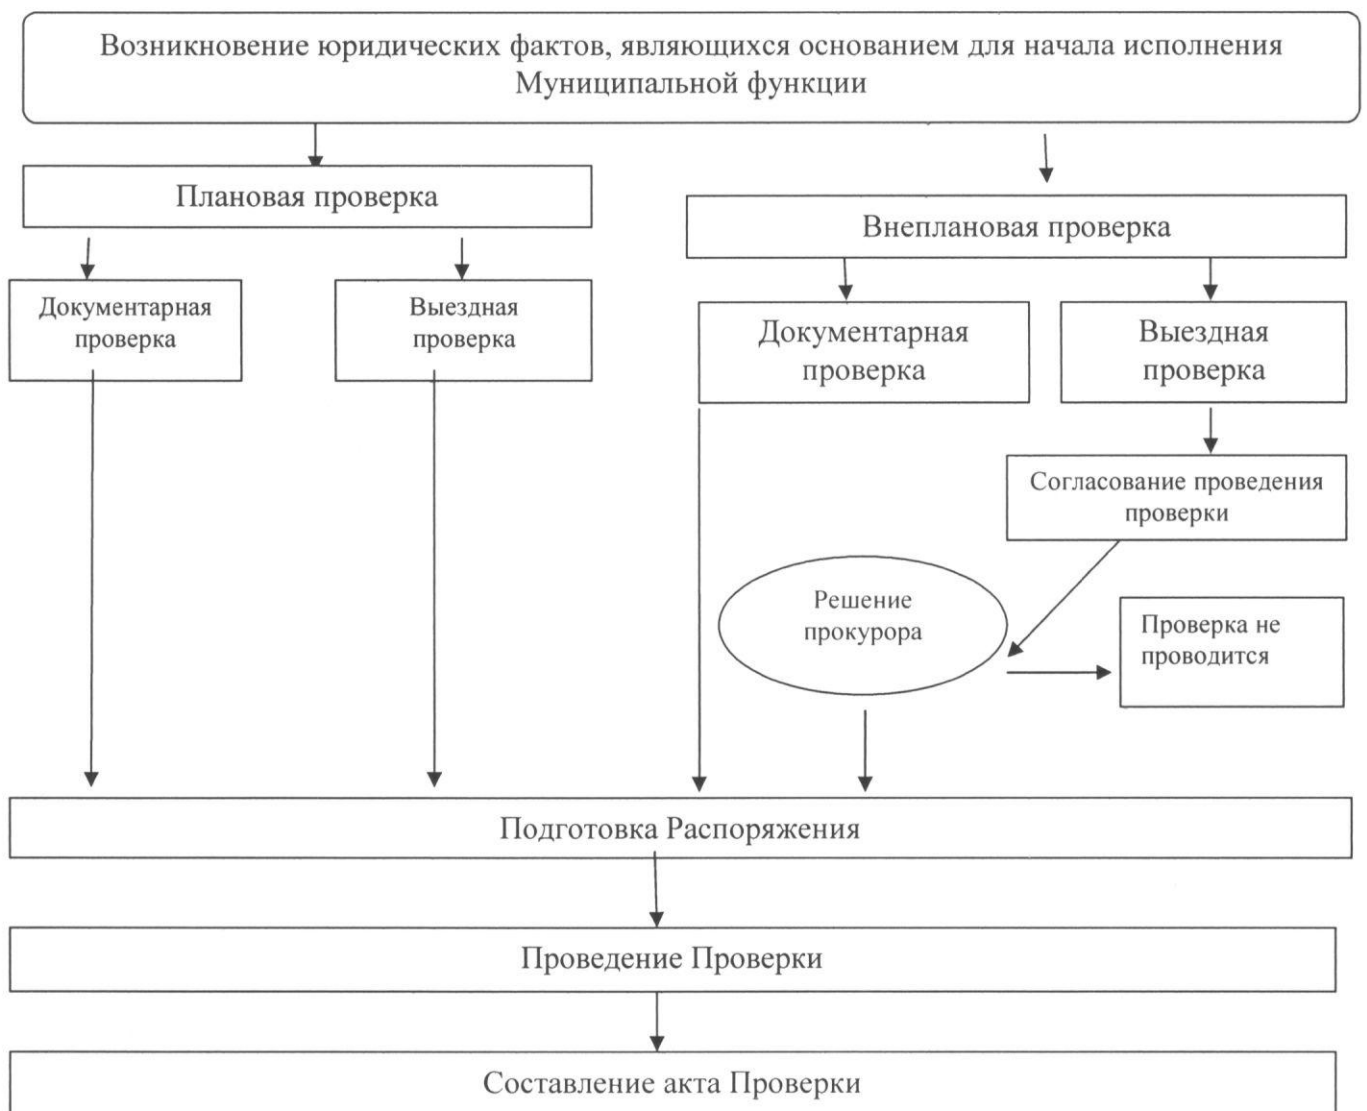 Возникновение юридических фактов, являющихся основанием для начала исполнения
Муниципальной функции
Плановая проверка
Внеплановая проверка
Документарная
проверка
Выездная
проверка
Документарная
проверка
Выездная
проверка
Согласование проведения
проверки
Решение
прокурора
Проверка не
проводится
Подготовка Распоряжения
Проведение Проверки
Составление акта Проверки